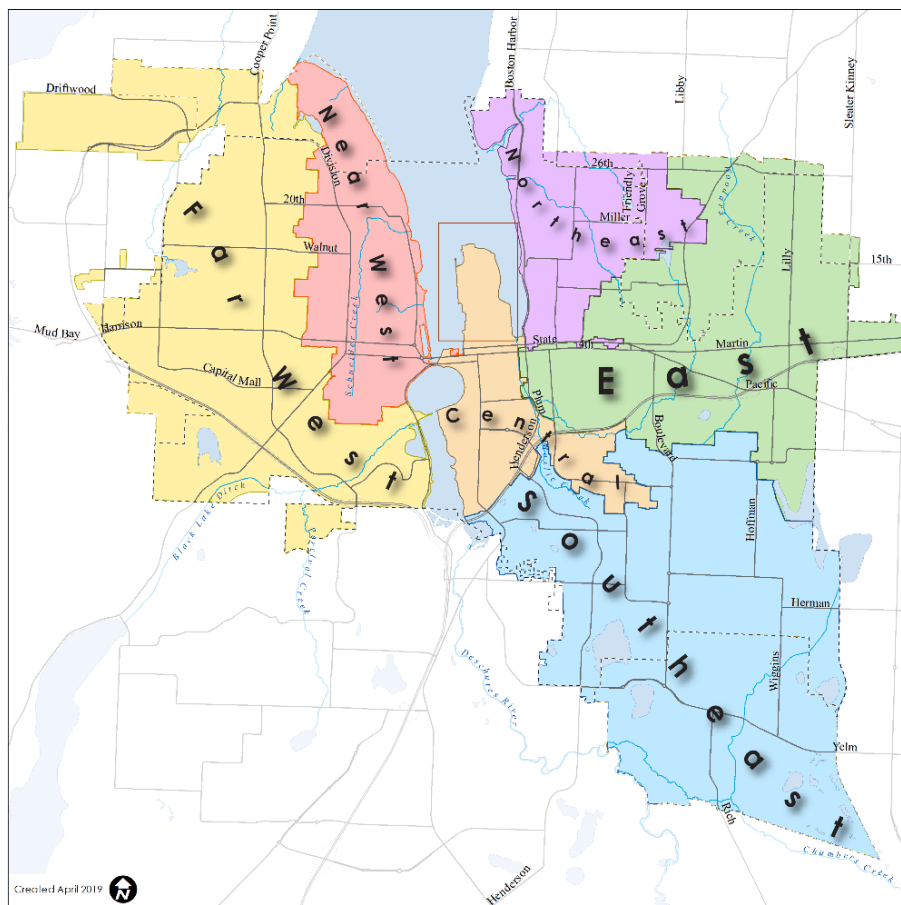 Cooper Point
Boston Harbor
Libby
Sleater Kinney
Driftwood
Near West
Division
Northeast
26th
Friendly
Grove
Miller
20th
Far West
Walnut
Lilly
15th
Mud Bay
Harrison
Schneider Creek
State
4th
Martin
East
Pacific
Capital Mall
Central
Plum
Henderson
Boulevard
Southeast
Black Lake Ditch
Percival Creek
Hoffman
Herman
Wiggins
Deschutes River
Yelm
Rich
Chambers Creek
Henderson
Created April 2019
N